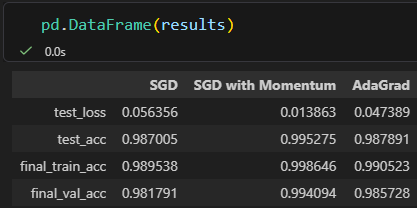 pd.DataFrame(results)
0.0s
SGD SGD with Momentum AdaGrad
test_loss 0.056356 0.013863 0.047389
test_acc 0.987005 0.995275 0.987891
final_train_acc 0.989538 0.998646 0.990523
final_val_acc 0.981791 0.994094 0.985728